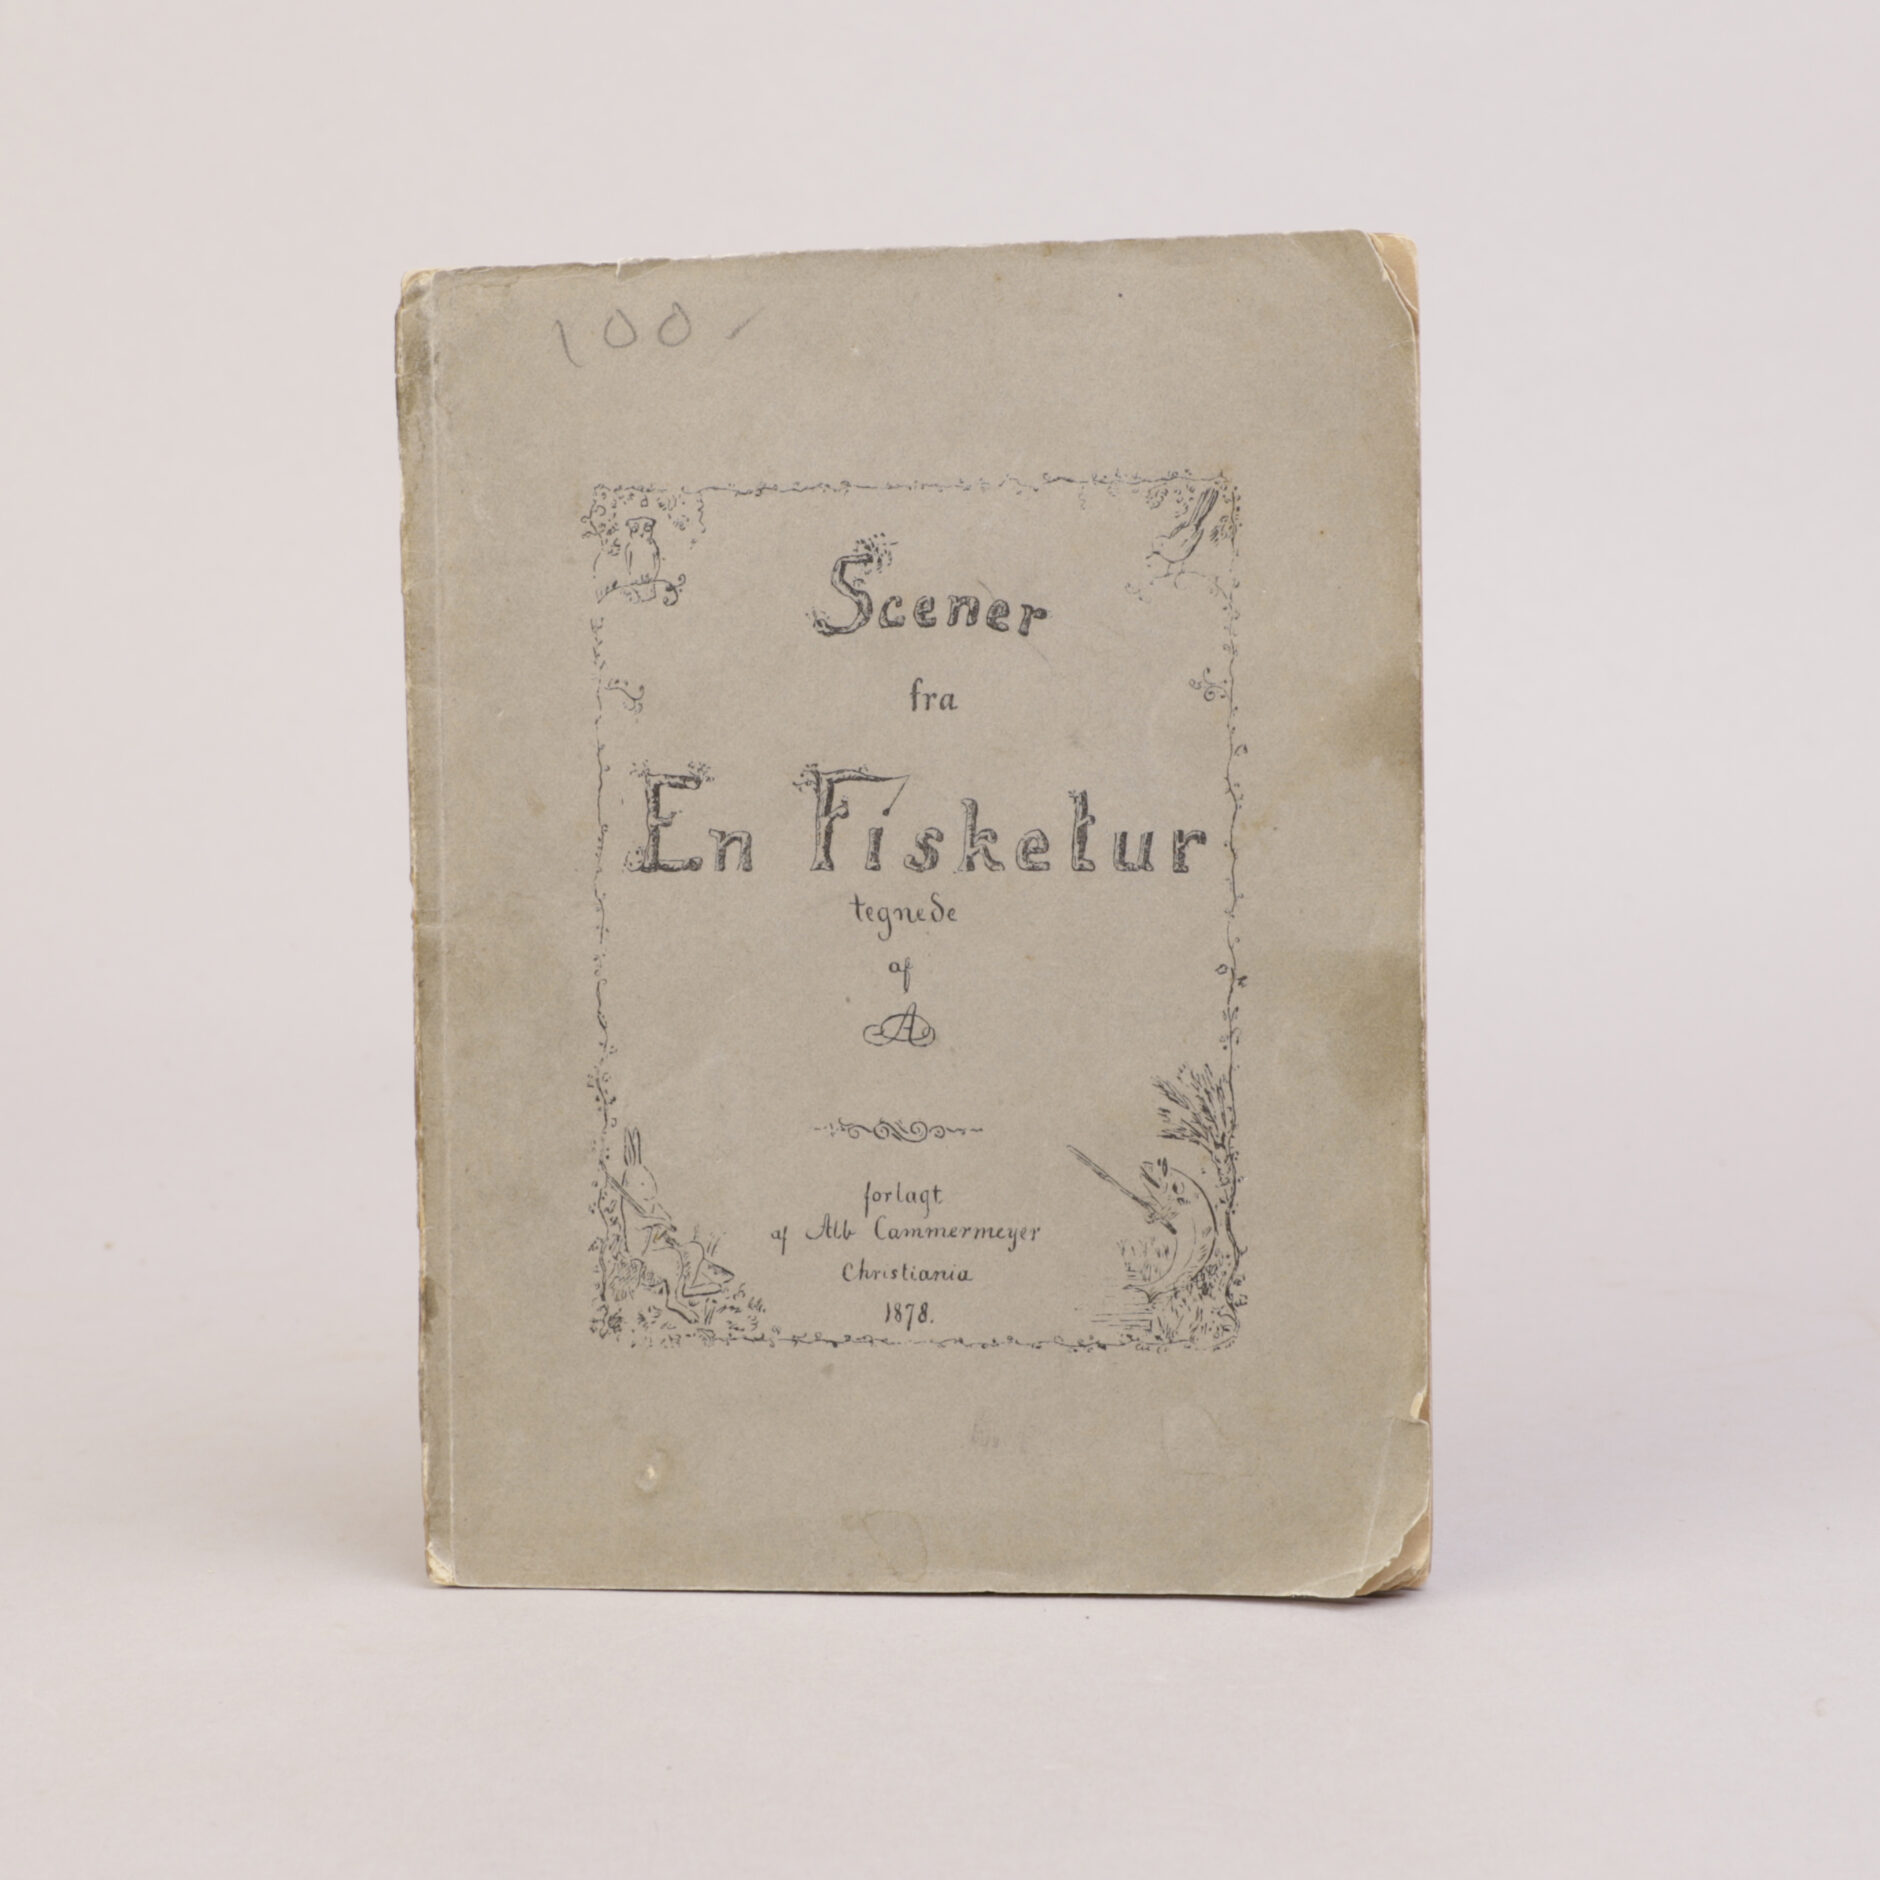 100-
Scener
fra
En Fisketur
tegnede
af
A
forlagt
af Alb Cammermeyer
Christiania
1878.